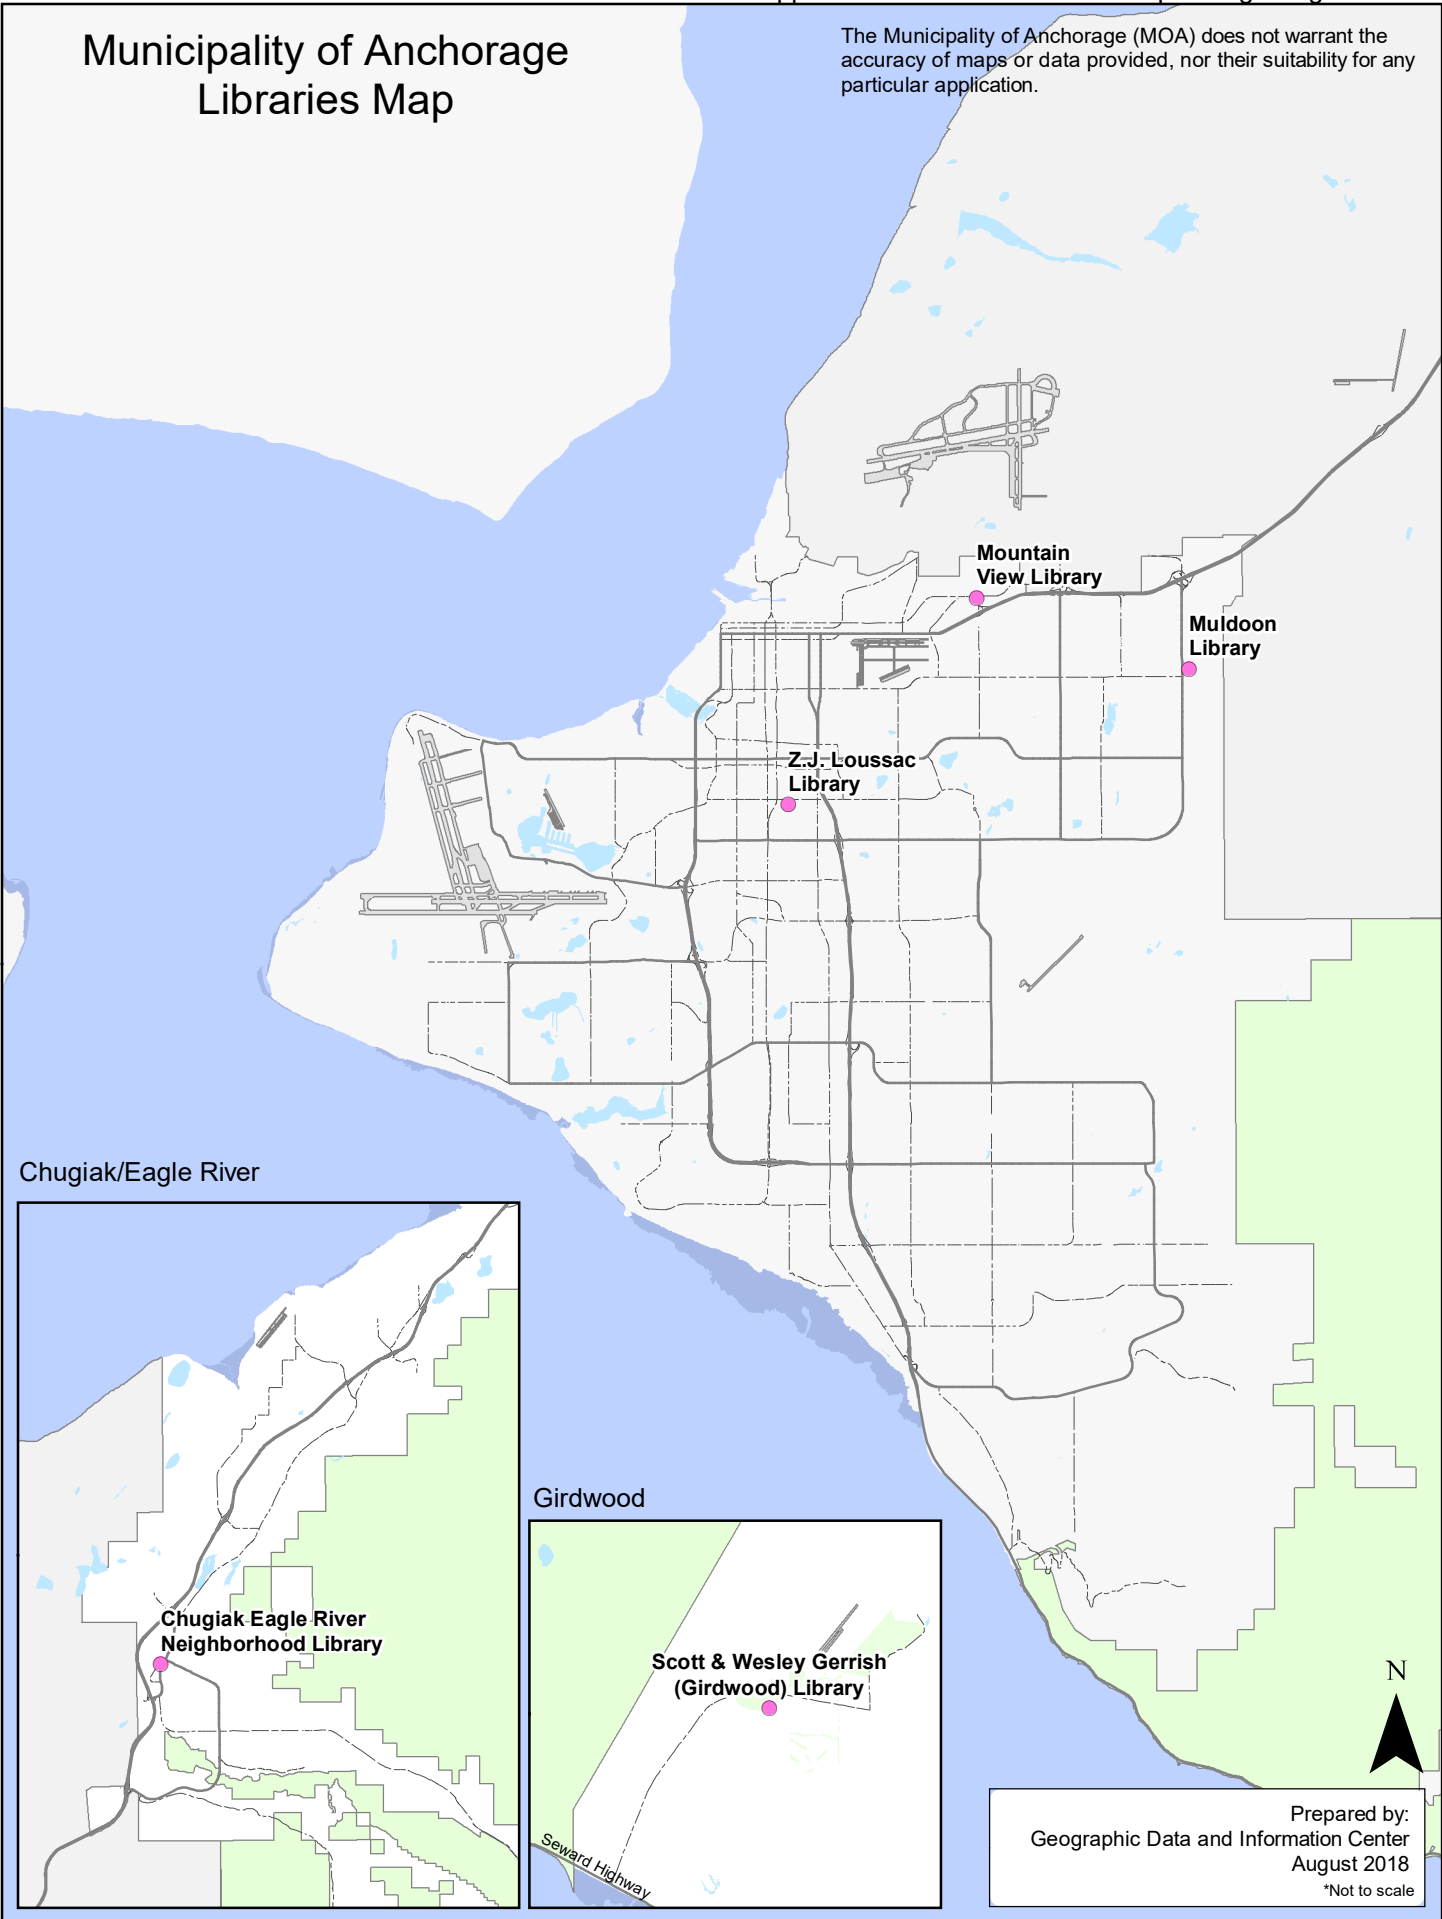 Municipality of Anchorage
Libraries Map
The Municipality of Anchorage (MOA) does not warrant the
accuracy of maps or data provided, nor their suitability for any
particular application.
Mountain
View Library
Muldoon
Library
Z.J. Loussac
Library
Chugiak/Eagle River
Chugiak Eagle River
Neighborhood Library
Girdwood
Scott & Wesley Gerrish
(Girdwood) Library
Seward Highway
N
Prepared by:
Geographic Data and Information Center
August 2018
*Not to scale